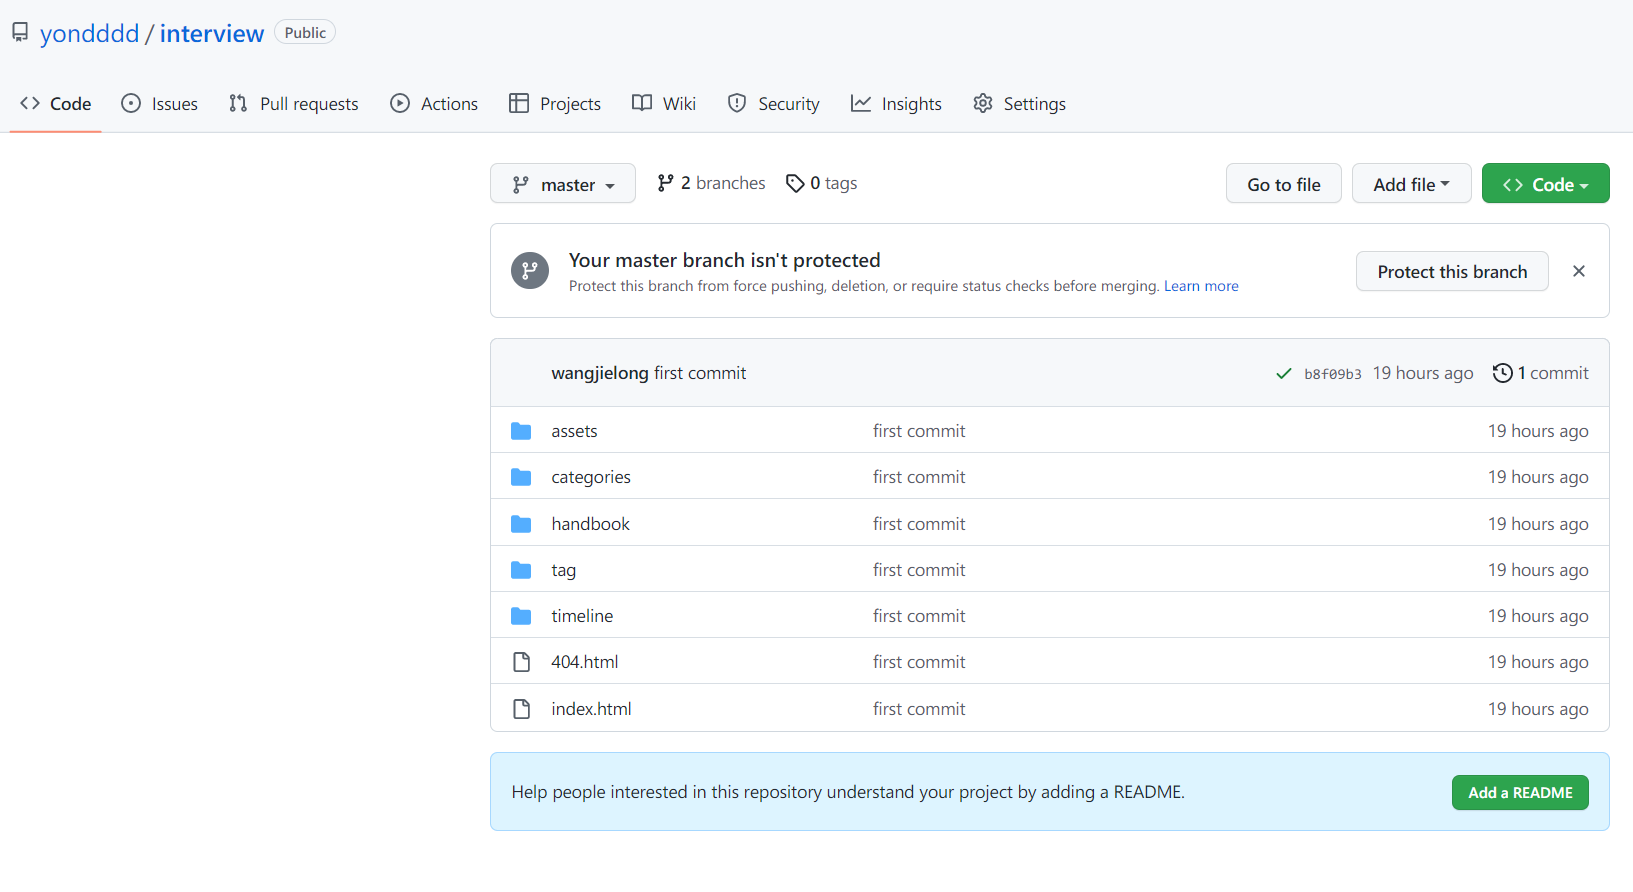 yondddd / interview Public
Code Issues Pull requests Actions Projects Wiki Security Insights Settings
master 2 branches 0 tags Go to file Add file Code
Your master branch isn't protected
Protect this branch from force pushing, deletion, or require status checks before merging. Learn more
Protect this branch
wangjielong first commit b8f09b3 19 hours ago 1 commit
assets first commit 19 hours ago
categories first commit 19 hours ago
handbook first commit 19 hours ago
tag first commit 19 hours ago
timeline first commit 19 hours ago
404.html first commit 19 hours ago
index.html first commit 19 hours ago
Help people interested in this repository understand your project by adding a README. Add a README